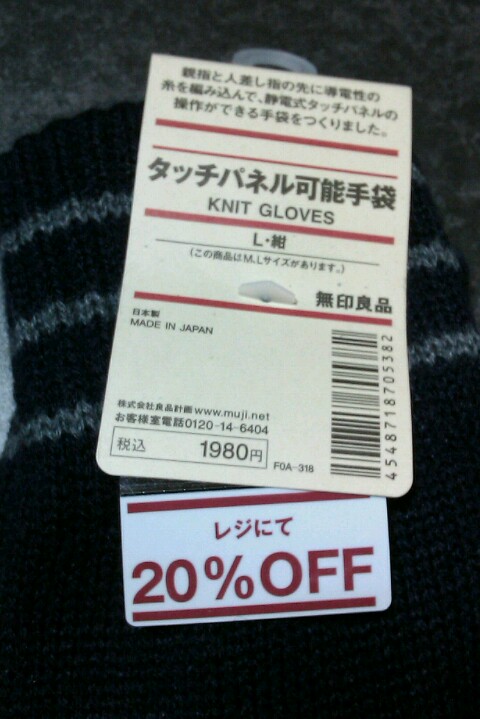 親指と人差し指の先に導電性の
糸を編み込んで、静電式タッチパネルの
操作ができる手袋をつくりました。
タッチパネル可能手袋
KNIT GLOVES
L・紺
(この商品はM、Lサイズがあります。)
無印良品
日本製
MADE IN JAPAN
株式会社良品計画 www.muji.net
お客様室電話0120-14-6404
税込 1980円
F0A-318
4548718705382
レジにて
20%OFF